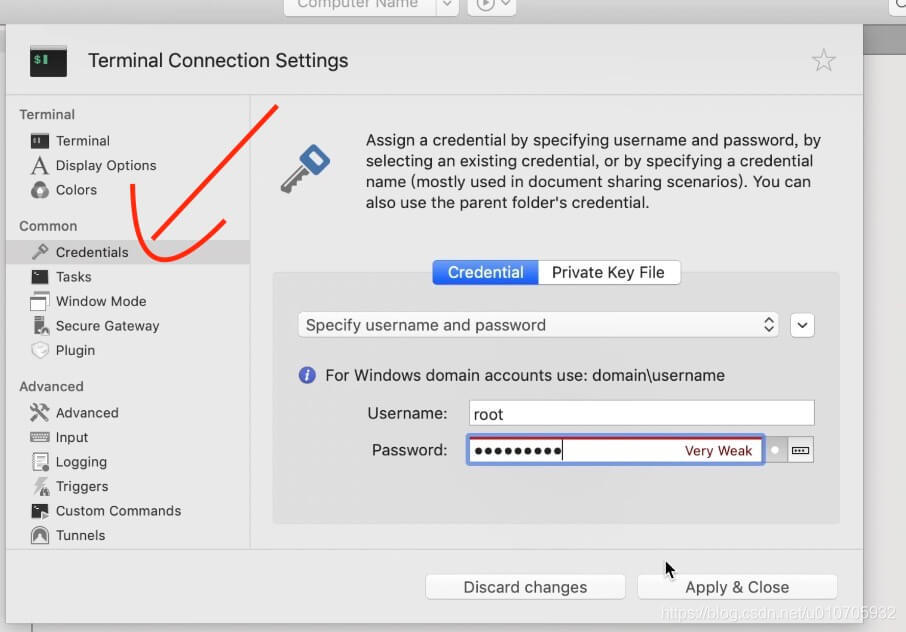 Computer Name
$
Terminal Connection Settings
Terminal
Terminal
Display Options
Colors
Common
Credentials
Tasks
Window Mode
Secure Gateway
Plugin
Advanced
Advanced
Input
Logging
Triggers
Custom Commands
Tunnels
Assign a credential by specifying username and password, by
selecting an existing credential, or by specifying a credential
name (mostly used in document sharing scenarios). You can
also use the parent folder's credential.
Credential Private Key File
Specify username and password
For Windows domain accounts use: domain\username
Username: root
Password: ●●●●●●●●● Very Weak
Discard changes Apply & Close
https://blog.csdn.net/u010705932